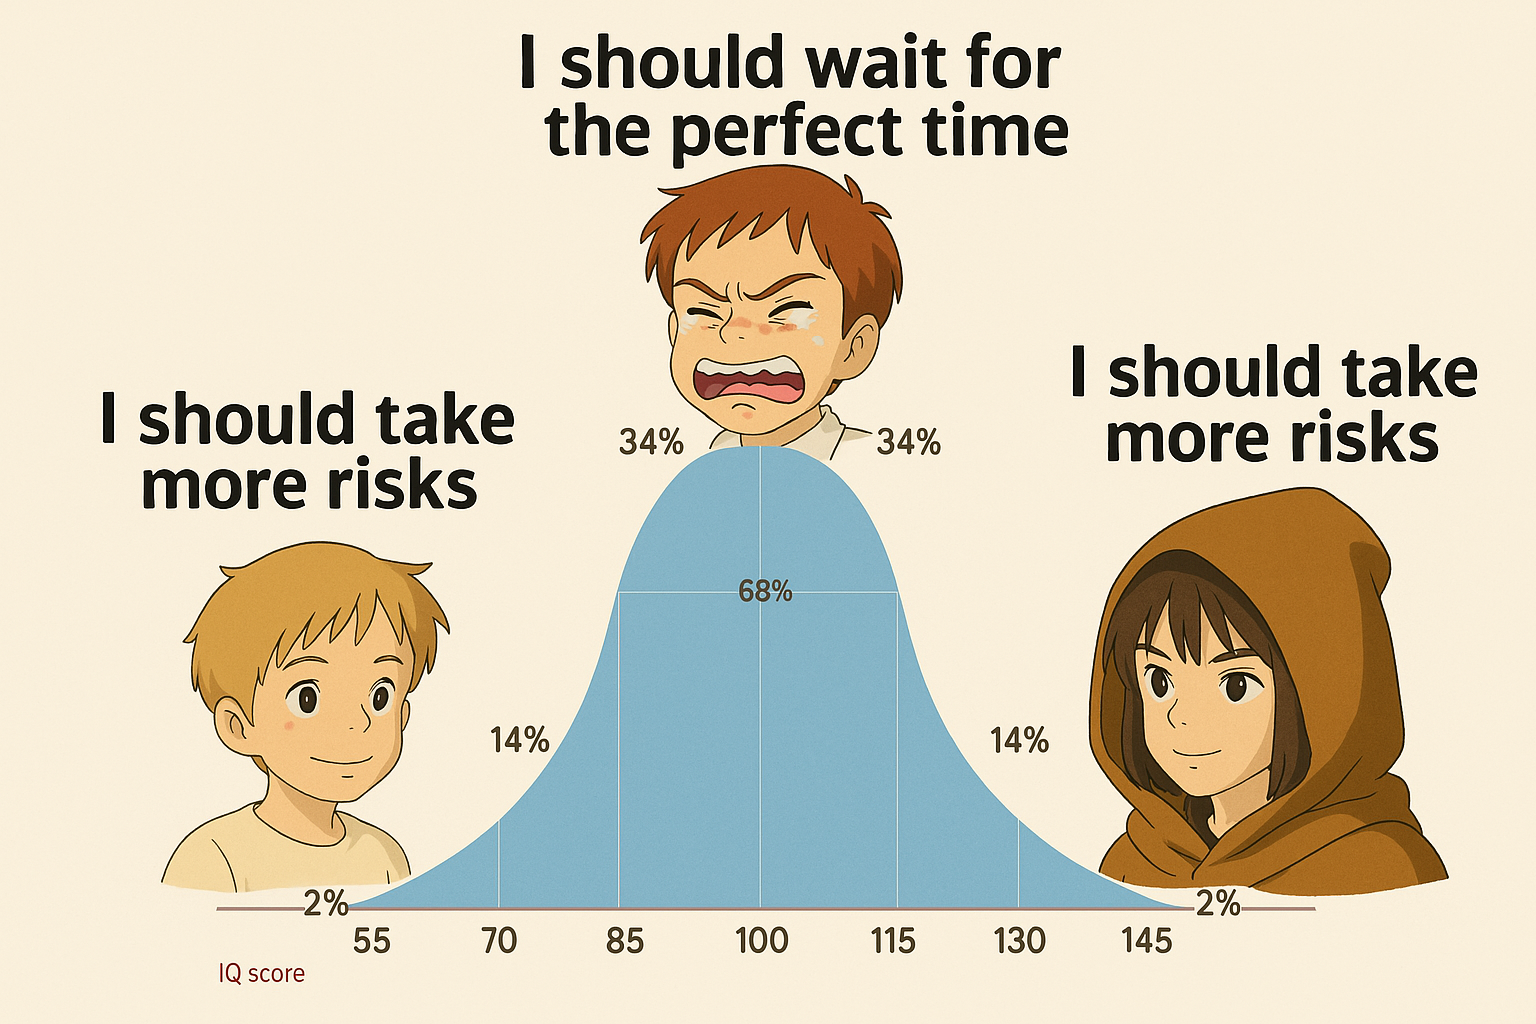 I should wait for
the perfect time
I should take
more risks
I should take
more risks
34%
34%
68%
14%
14%
2%
2%
55 70 85 100 115 130 145
IQ score